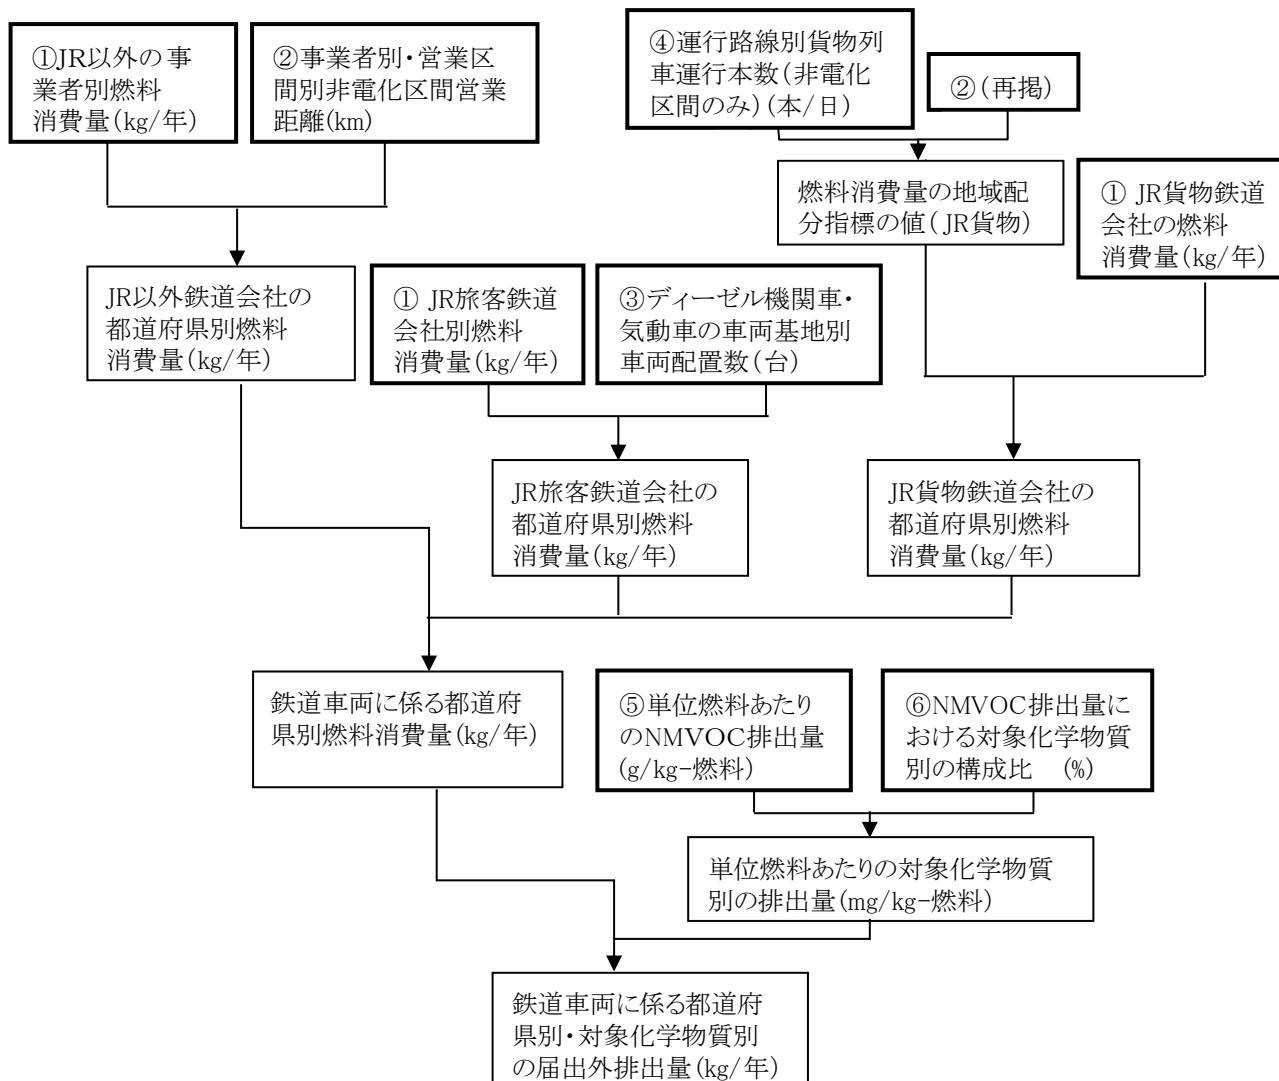 ①JR以外の事
業者別燃料
消費量(kg/年)
②事業者別・営業区
間別非電化区間営業
距離(km)
④運行路線別貨物列
車運行本数(非電化
区間のみ)(本/日)
②(再掲)
燃料消費量の地域配
分指標の値(JR貨物)
① JR貨物鉄道
会社の燃料
消費量(kg/年)
JR以外鉄道会社の
都道府県別燃料
消費量(kg/年)
① JR旅客鉄道
会社別燃料
消費量(kg/年)
③ディーゼル機関車・
気動車の車両基地別
車両配置数(台)
JR旅客鉄道会社の
都道府県別燃料
消費量(kg/年)
JR貨物鉄道会社の
都道府県別燃料
消費量(kg/年)
鉄道車両に係る都道府
県別燃料消費量(kg/年)
⑤単位燃料あたり
のNMVOC排出量
(g/kg-燃料)
⑥NMVOC排出量に
おける対象化学物質
別の構成比 (%)
単位燃料あたりの対象化学物質
別の排出量(mg/kg-燃料)
鉄道車両に係る都道府
県別・対象化学物質別
の届出外排出量(kg/年)